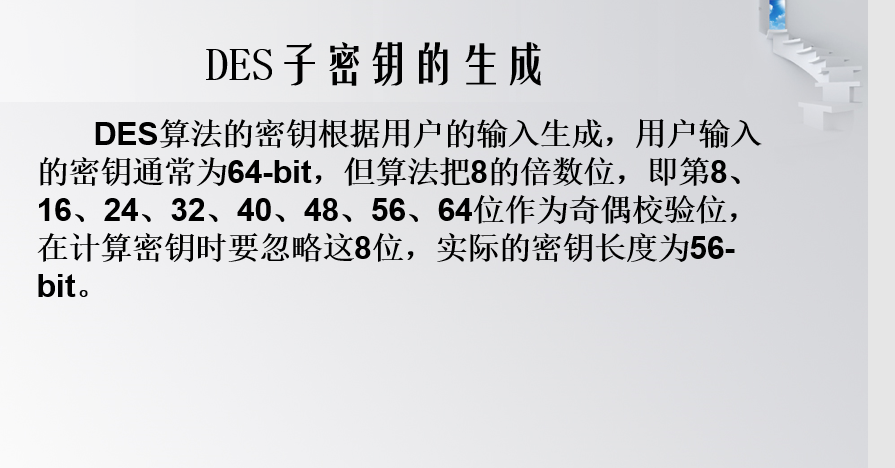 DES子密钥的生成
DES算法的密钥根据用户的输入生成，用户输入
的密钥通常为64-bit，但算法把8的倍数位，即第8、
16、24、32、40、48、56、64位作为奇偶校验位，
在计算密钥时要忽略这8位，实际的密钥长度为56-
bit。